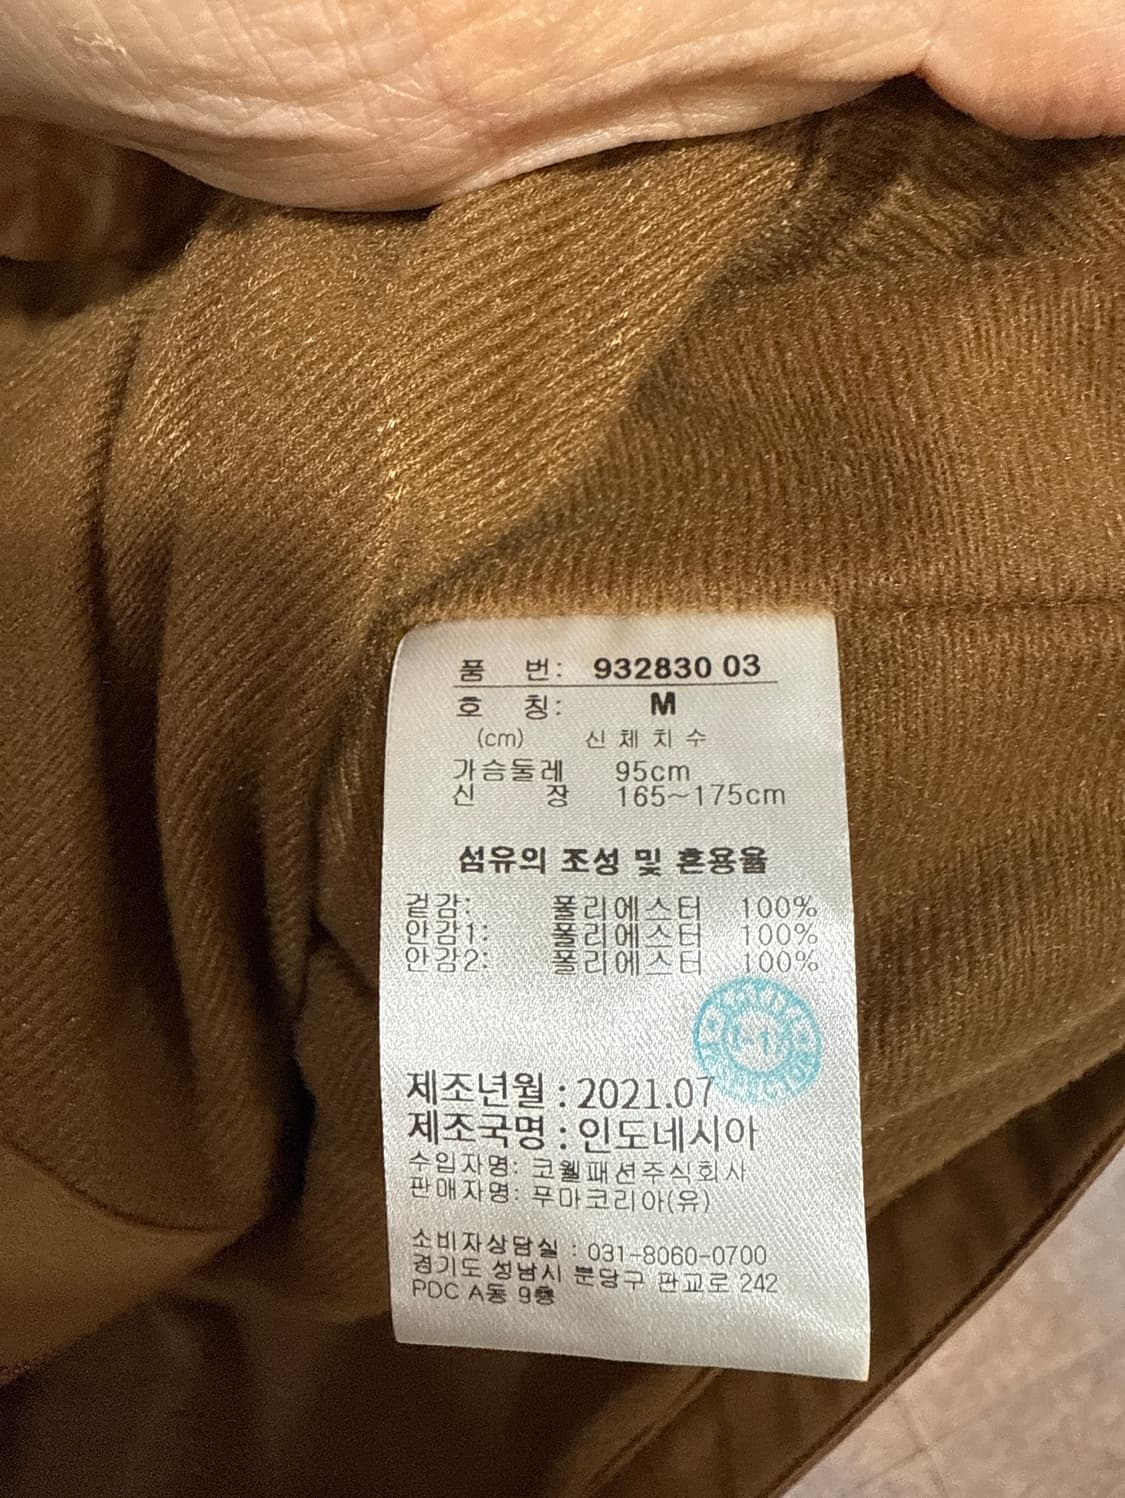 품 번: 932830 03
호 칭: M
(cm) 신체치수
가슴둘레 95cm
신 장 165~175cm
섬유의 조성 및 혼용율
겉감: 폴리에스터 100%
안감1: 폴리에스터 100%
안감2: 폴리에스터 100%
제조년월 : 2021.07
제조국명 : 인도네시아
수입자명: 코웰패션주식회사
판매자명: 푸마코리아(유)
소비자상담실 : 031-8060-0700
경기도 성남시 분당구 판교로 242
PDC A동 9층